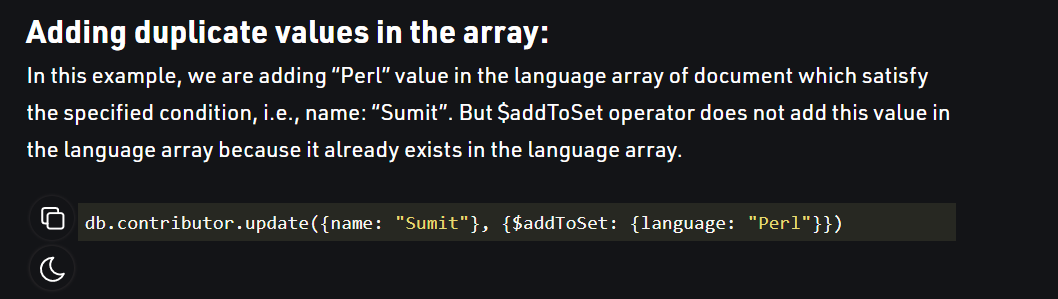 Adding duplicate values in the array:
In this example, we are adding “Perl” value in the language array of document which satisfy
the specified condition, i.e., name: “Sumit”. But $addToSet operator does not add this value in
the language array because it already exists in the language array.
db.contributor.update({name: "Sumit"}, {$addToSet: {language: "Perl"}})